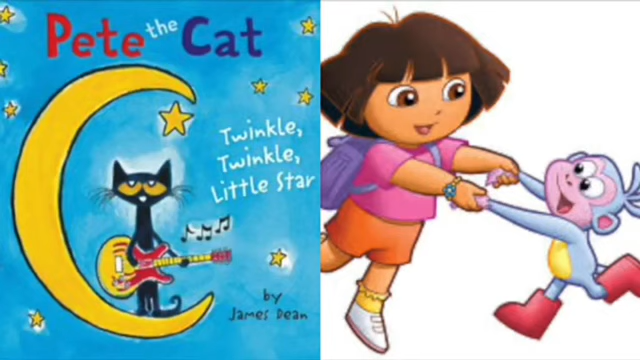 Pete the Cat
Twinkle,
Twinkle,
Little Star
by
James Dean